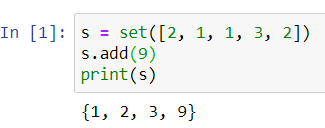 In [1]: s = set([2, 1, 1, 3, 2])
s.add(9)
print(s)
{1, 2, 3, 9}